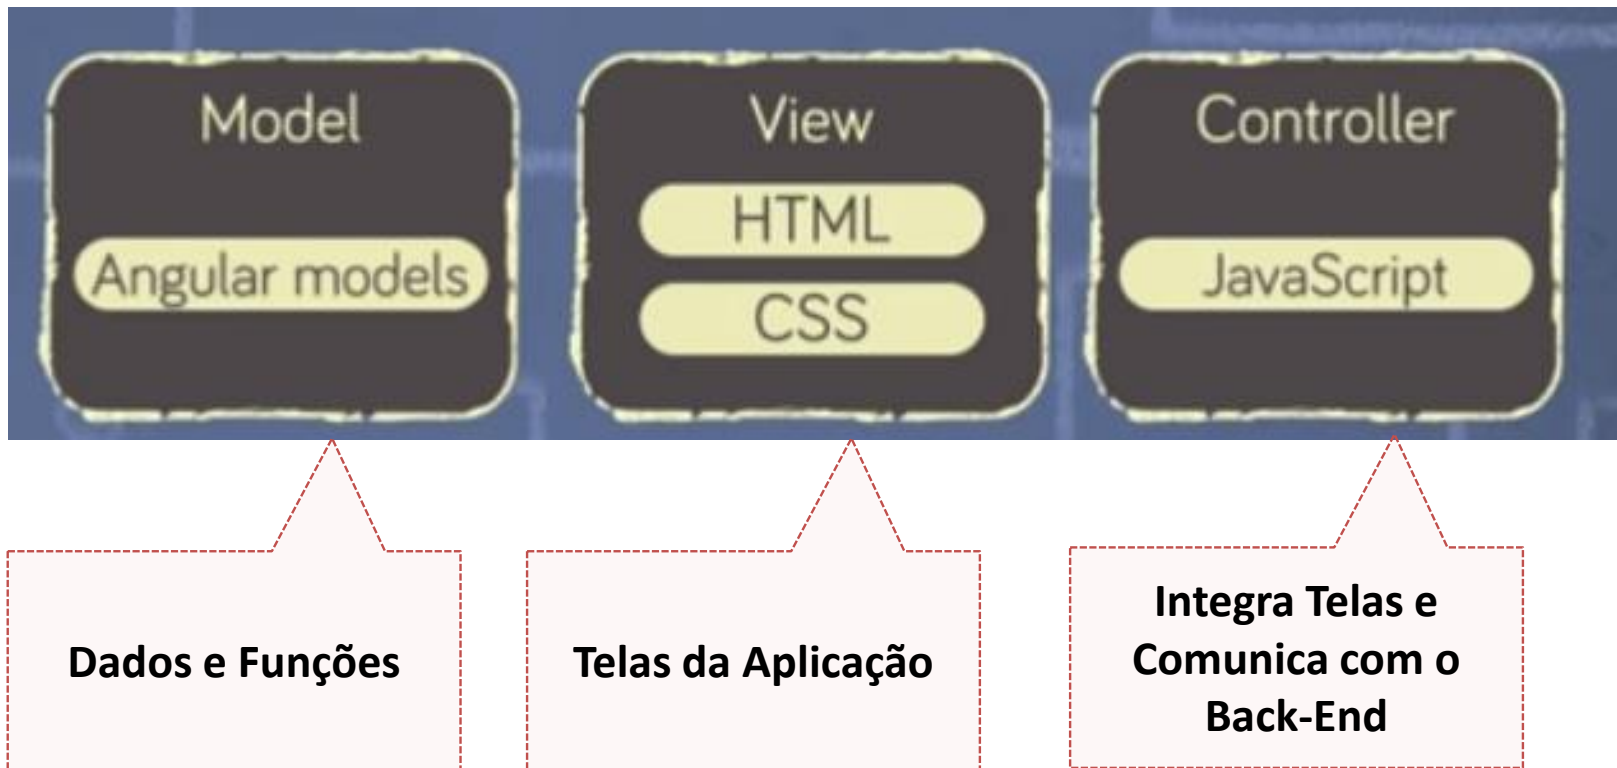 Model
View
Controller
HTML
Angular models
JavaScript
CSS
Dados e Funções
Telas da Aplicação
Integra Telas e
Comunica com o
Back-End